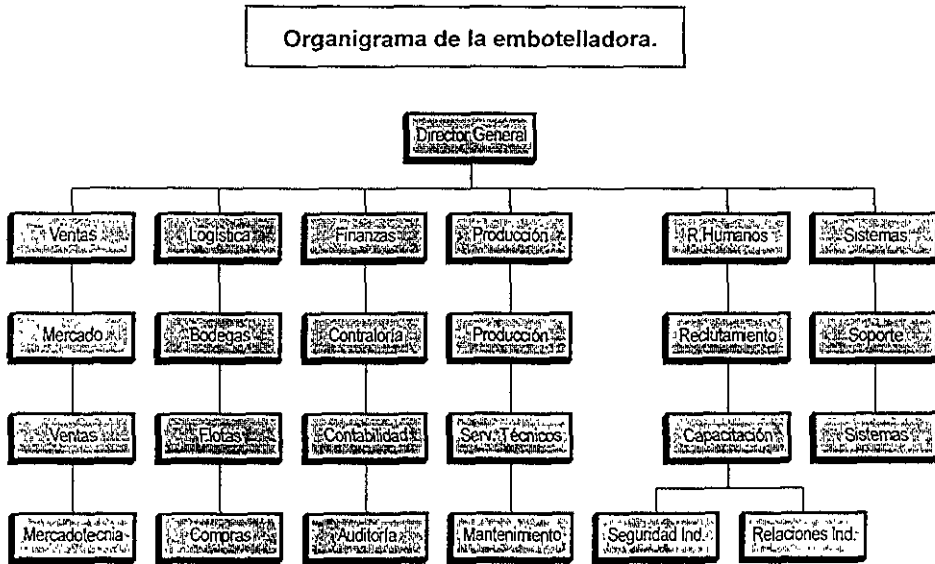 Organigrama de la embotelladora.
Director General
Ventas Logística Finanzas Producción R.Humanos Sistemas
Mercado Bodegas Contraloría Producción Reclutamiento Soporte
Ventas Flotas Contabilidad Serv. Técnicos Capacitación Sistemas
Mercadotecnia Compras Auditoría Mantenimiento Seguridad Ind. Relaciones Ind.